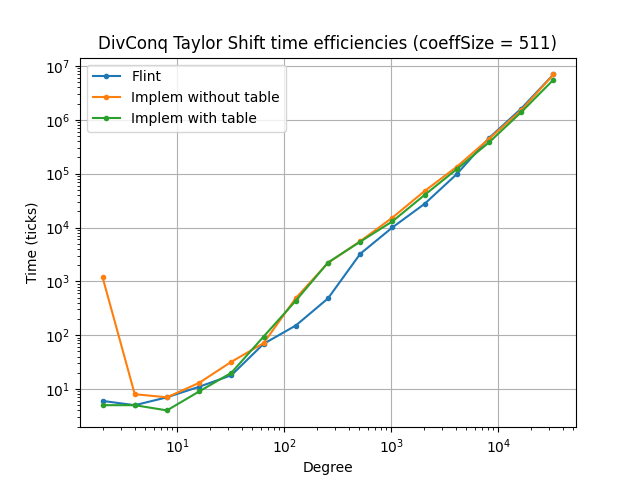 DivConq Taylor Shift time efficiencies (coeffSize = 511)
Flint
Implem without table
Implem with table
10^7
10^6
10^5
10^4
10^3
10^2
10^1
Time (ticks)
10^1 10^2 10^3 10^4
Degree